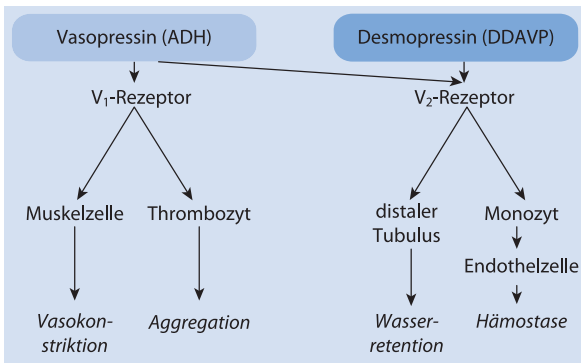 Vasopressin (ADH)
Desmopressin (DDAVP)
V₁-Rezeptor
V₂-Rezeptor
Muskelzelle
Thrombozyt
distaler
Tubulus
Monozyt
Endothelzelle
Vasokon-
striktion
Aggregation
Wasser-
retention
Hämostase